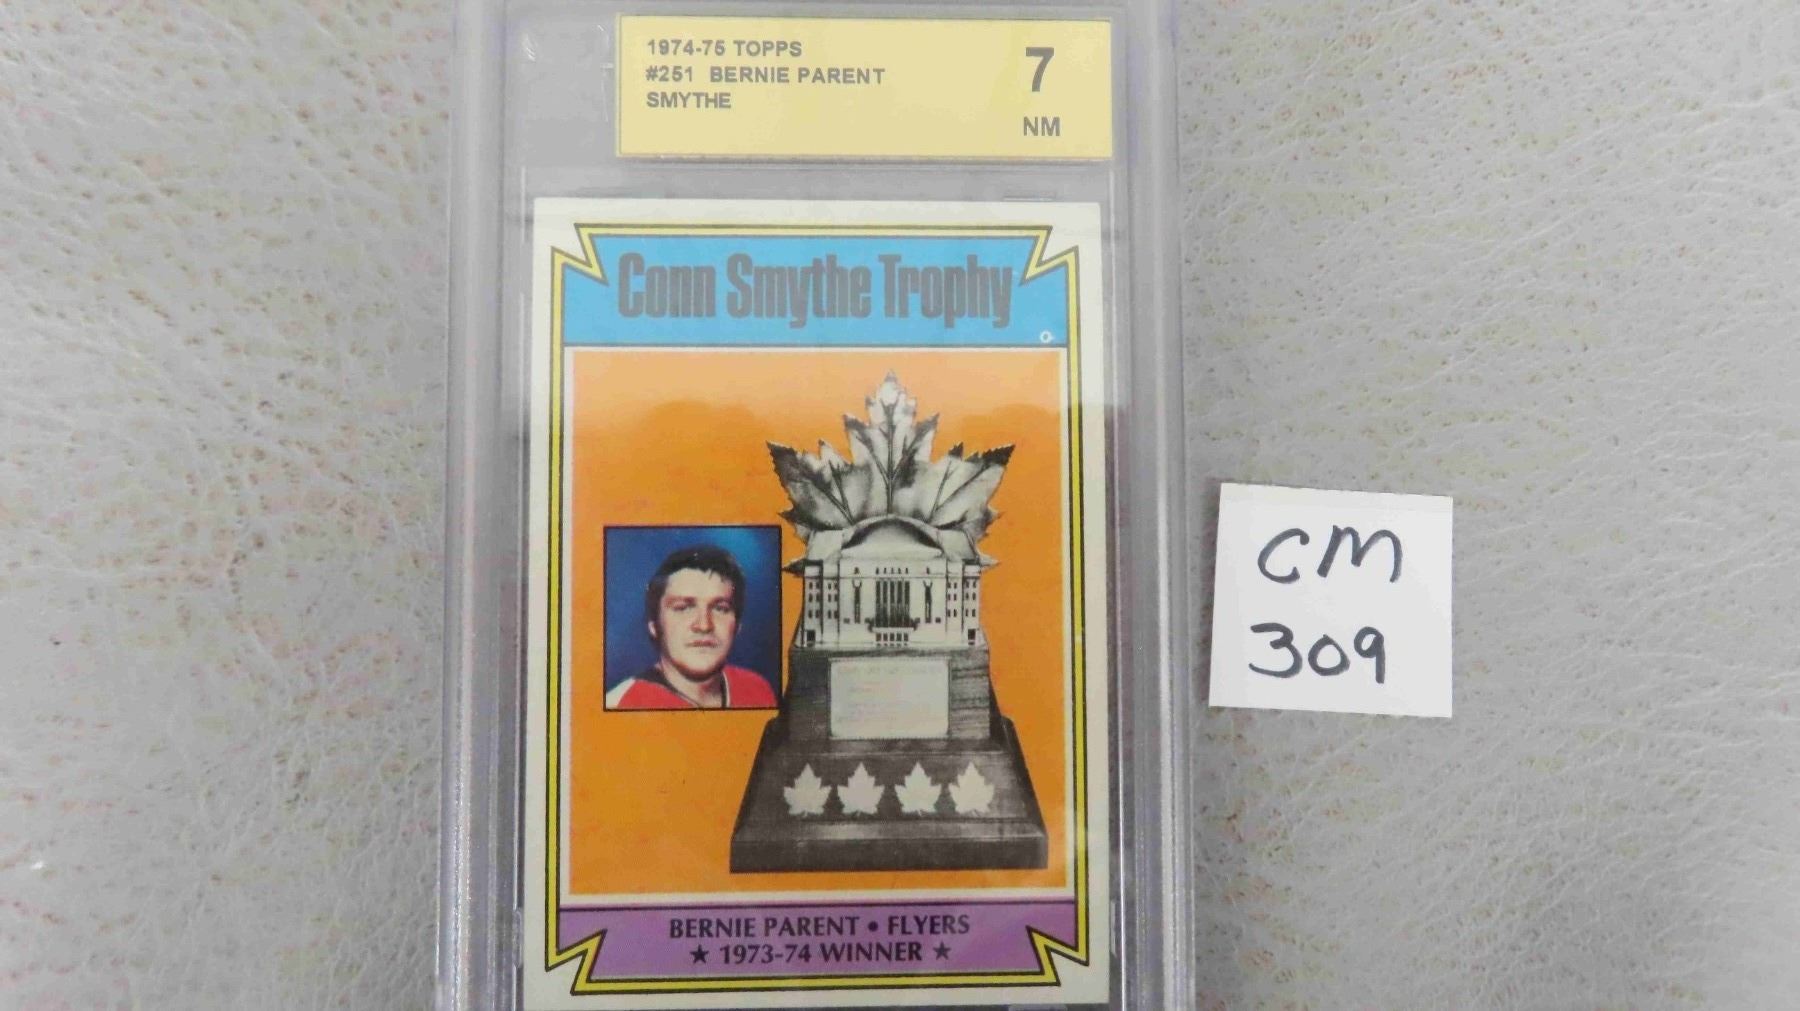 1974-75 TOPPS
#251 BERNIE PARENT
SMYTHE
7
NM
Conn Smythe Trophy
BERNIE PARENT • FLYERS
★ 1973-74 WINNER ★
CM
309